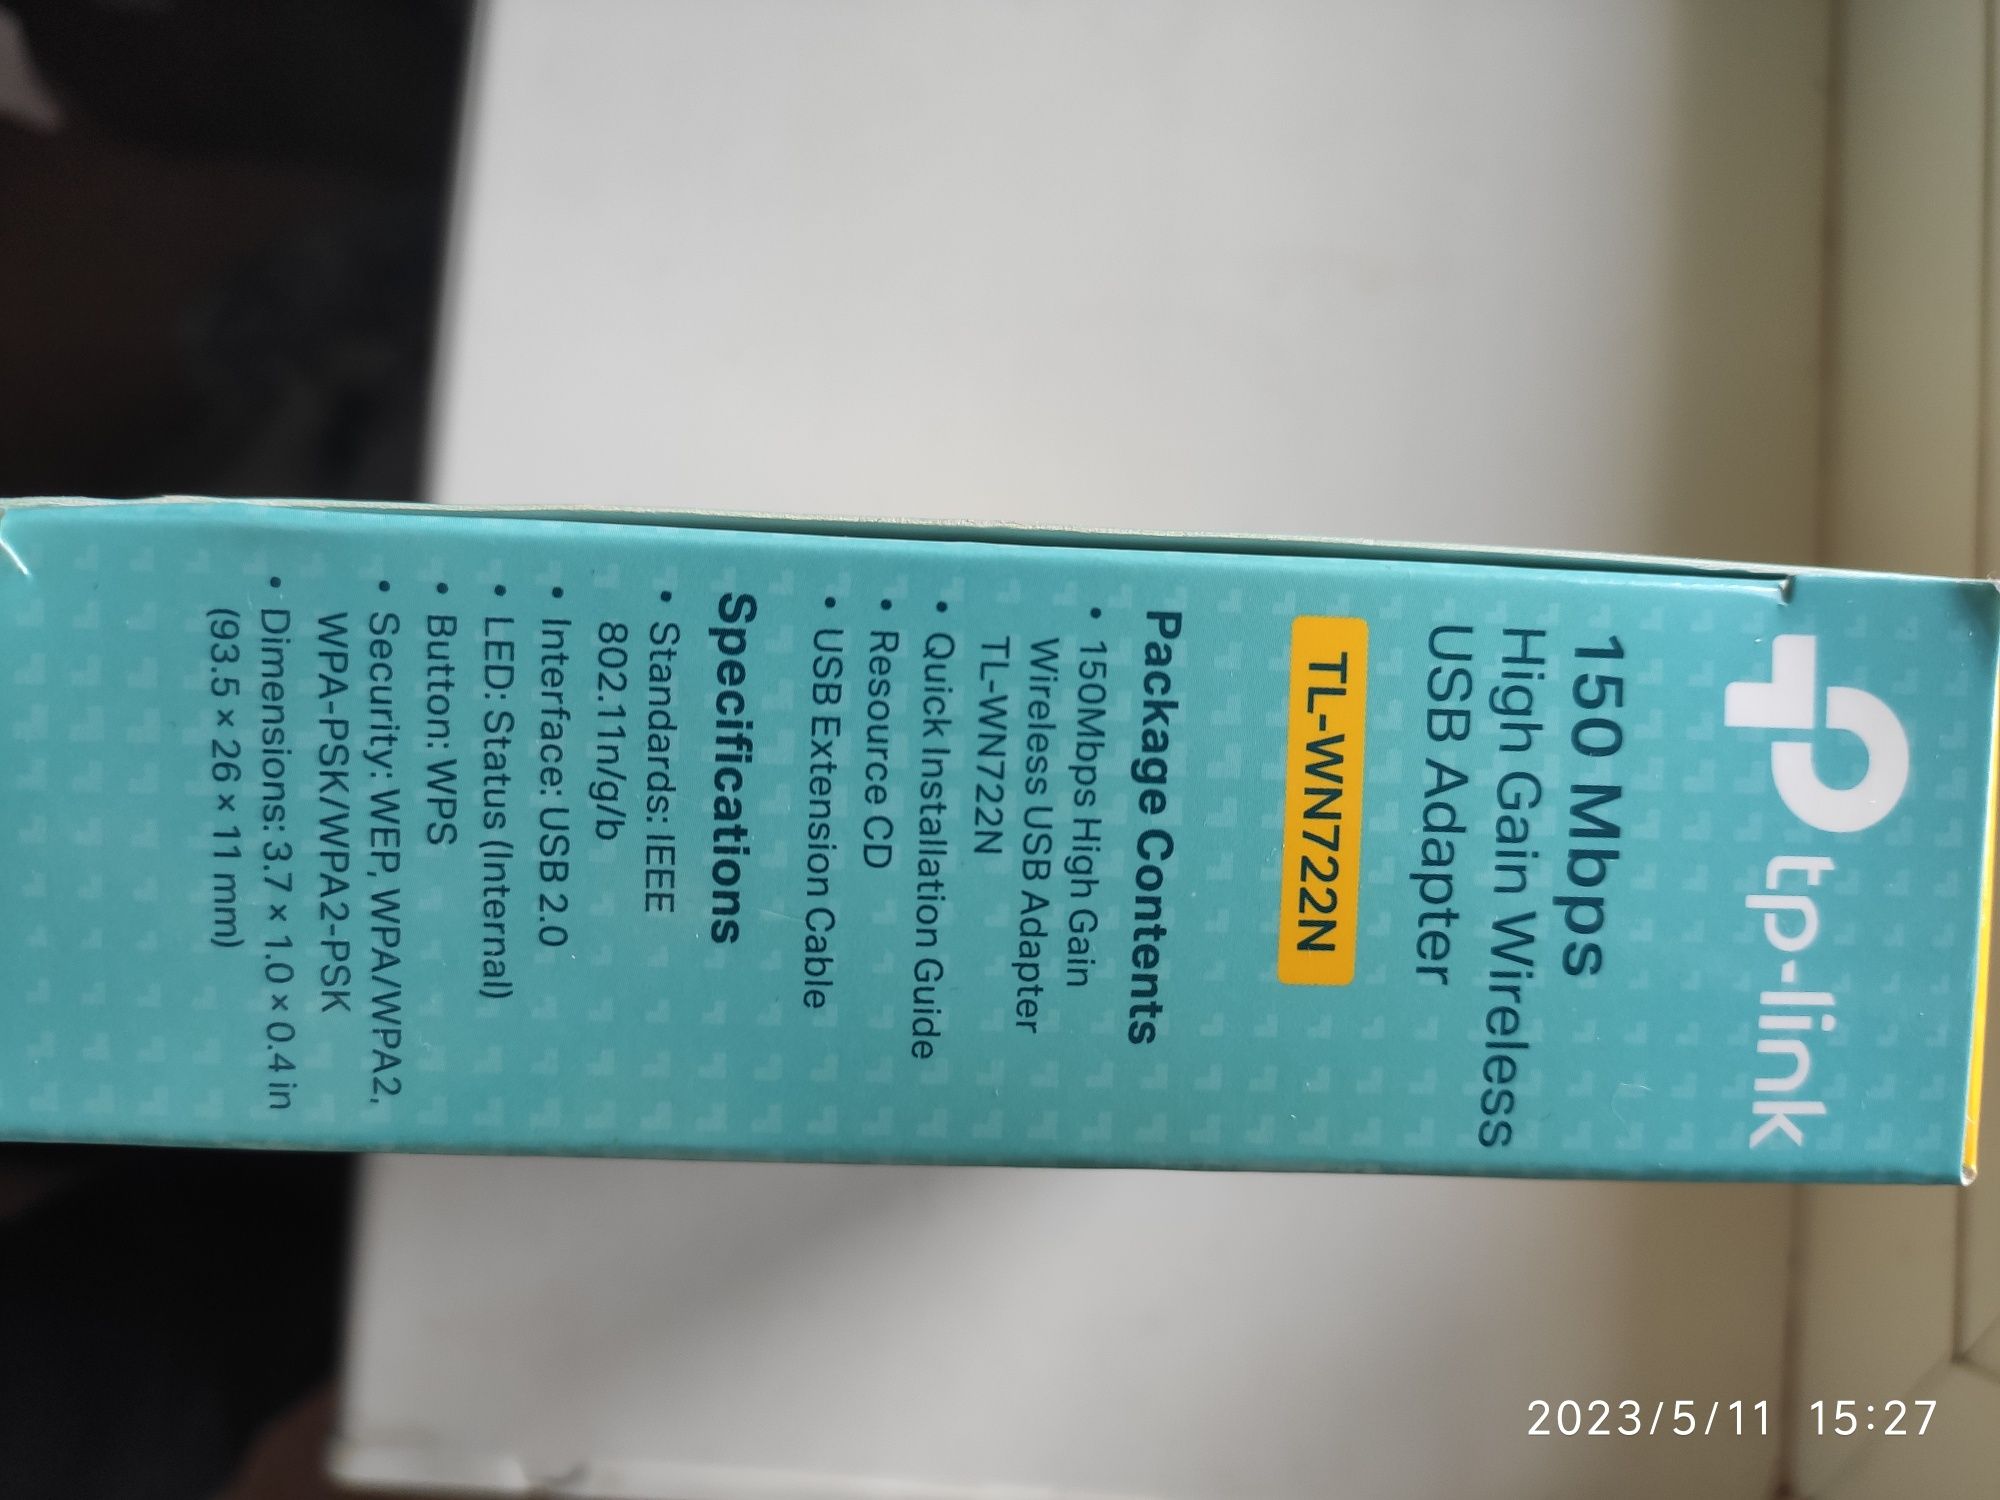 tp-link
150 Mbps
High Gain Wireless
USB Adapter
TL-WN722N
Package Contents
• 150Mbps High Gain
Wireless USB Adapter
TL-WN722N
• Quick Installation Guide
• Resource CD
• USB Extension Cable
Specifications
• Standards: IEEE
802.11n/g/b
• Interface: USB 2.0
• LED: Status (Internal)
• Button: WPS
• Security: WEP, WPA/WPA2,
WPA-PSK/WPA2-PSK
• Dimensions: 3.7 × 1.0 × 0.4 in
(93.5 × 26 × 11 mm)
2023/5/11 15:27